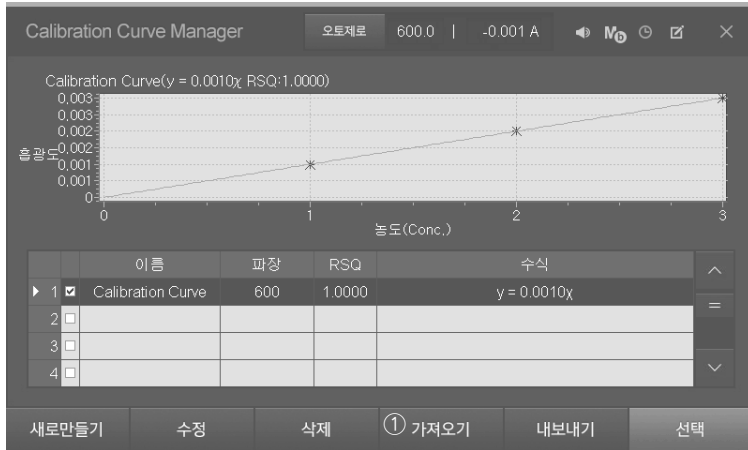 Calibration Curve Manager
오토제로
600.0 | -0.001 A
Mb
Calibration Curve(y = 0.0010χ RSQ:1.0000)
0.003
0.003
0.002
0.002
0.001
0.001
0
흡광도
0 1 2 3
농도(Conc.)
이름 파장 RSQ 수식
1 Calibration Curve 600 1.0000 y = 0.0010χ
2
3
4
새로만들기 수정 삭제 ① 가져오기 내보내기 선택